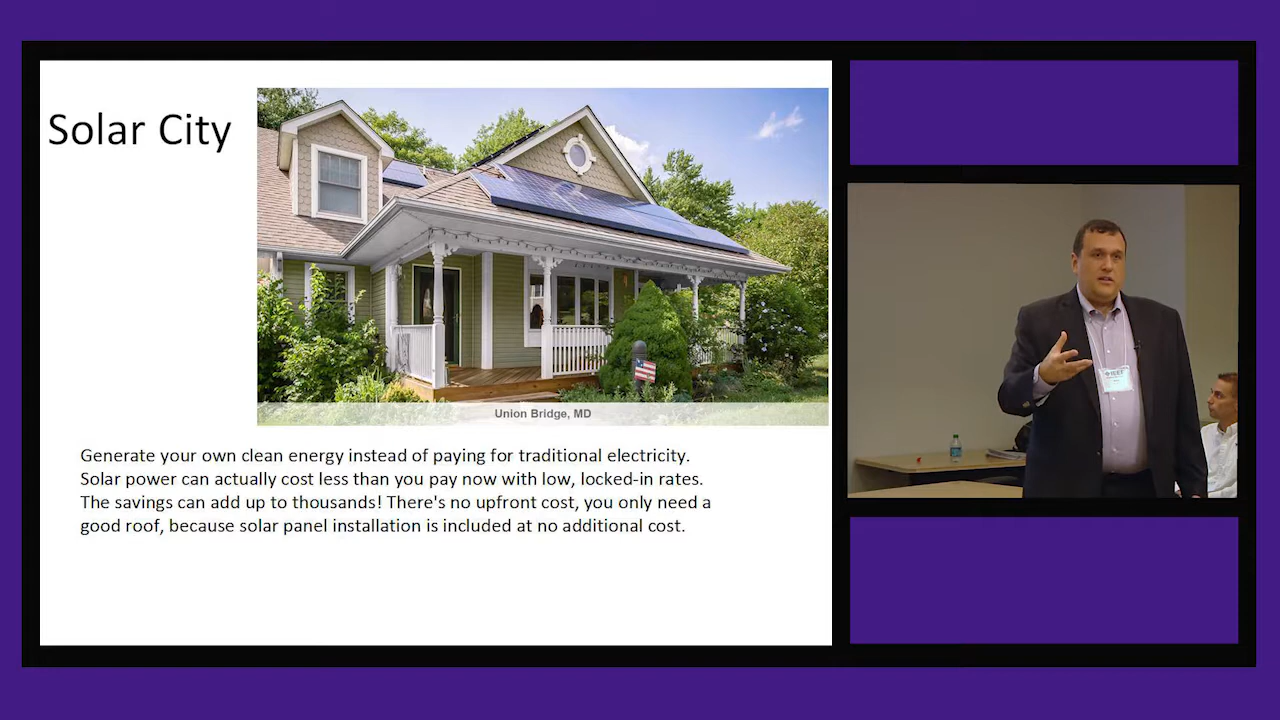 Solar City
Union Bridge, MD
Generate your own clean energy instead of paying for traditional electricity.
Solar power can actually cost less than you pay now with low, locked-in rates.
The savings can add up to thousands! There's no upfront cost, you only need a
good roof, because solar panel installation is included at no additional cost.